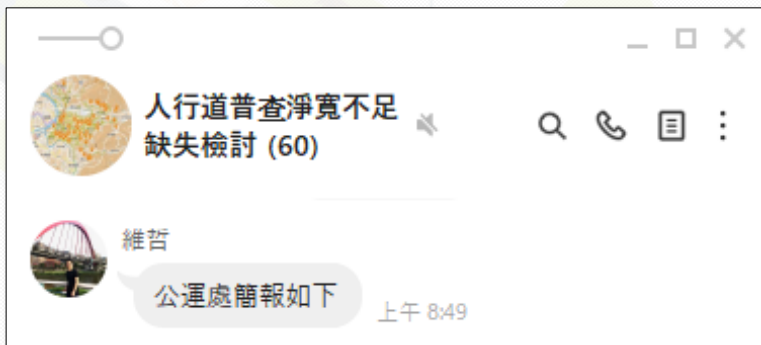 人行道普查淨寬不足
缺失檢討 (60)
維哲
公運處簡報如下
上午 8:49